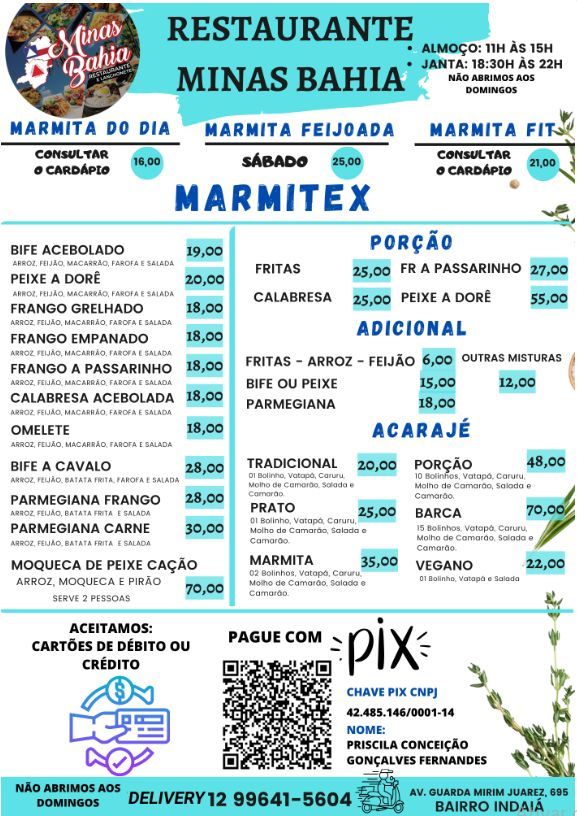 Minas
Bahia
RESTAURANTE
E LANCHONETE
RESTAURANTE
MINAS BAHIA
• ALMOÇO: 11H ÀS 15H
• JANTA: 18:30H ÀS 22H
NÃO ABRIMOS AOS
DOMINGOS
MARMITA DO DIA
CONSULTAR
O CARDÁPIO
16,00
MARMITA FEIJOADA
SÁBADO
25,00
MARMITA FIT
CONSULTAR
O CARDÁPIO
21,00
MARMITEX
BIFE ACEBOLADO 19,00
ARROZ, FEIJÃO, MACARRÃO, FAROFA E SALADA
PEIXE A DORÊ 20,00
ARROZ, FEIJÃO, MACARRÃO, FAROFA E SALADA
FRANGO GRELHADO 18,00
ARROZ, FEIJÃO, MACARRÃO, FAROFA E SALADA
FRANGO EMPANADO 18,00
ARROZ, FEIJÃO, MACARRÃO, FAROFA E SALADA
FRANGO A PASSARINHO 18,00
ARROZ, FEIJÃO, MACARRÃO, FAROFA E SALADA
CALABRESA ACEBOLADA 18,00
ARROZ, FEIJÃO, MACARRÃO, FAROFA E SALADA
OMELETE 18,00
ARROZ, FEIJÃO, MACARRÃO, FAROFA E SALADA
BIFE A CAVALO 28,00
ARROZ, FEIJÃO, BATATA FRITA, FAROFA E SALADA
PARMEGIANA FRANGO 28,00
ARROZ, FEIJÃO, BATATA FRITA E SALADA
PARMEGIANA CARNE 30,00
ARROZ, FEIJÃO, BATATA FRITA E SALADA
MOQUECA DE PEIXE CAÇÃO
ARROZ, MOQUECA E PIRÃO 70,00
SERVE 2 PESSOAS
PORÇÃO
FRITAS 25,00 FR A PASSARINHO 27,00
CALABRESA 25,00 PEIXE A DORÊ 55,00
ADICIONAL
FRITAS - ARROZ - FEIJÃO 6,00 OUTRAS MISTURAS
BIFE OU PEIXE 15,00 12,00
PARMEGIANA 18,00
ACARAJÉ
TRADICIONAL 20,00
01 Bolinho, Vatapá, Caruru,
Molho de Camarão, Salada e
Camarão.
PRATO 25,00
01 Bolinho, Vatapá, Caruru,
Molho de Camarão, Salada e
Camarão.
MARMITA 35,00
02 Bolinho, Vatapá, Caruru,
Molho de Camarão, Salada e
Camarão.
PORÇÃO 48,00
10 Bolinhos, Vatapá, Caruru,
Molho de Camarão, Salada e
Camarão.
BARCA 70,00
15 Bolinhos, Vatapá, Caruru,
Molho de Camarão, Salada e
Camarão.
VEGANO 22,00
01 Bolinho, Vatapá e Salada
ACEITAMOS:
CARTÕES DE DÉBITO OU
CRÉDITO
PAGUE COM PIX
CHAVE PIX CNPJ
42.485.146/0001-14
NOME:
PRISCILA CONCEIÇÃO
GONÇALVES FERNANDES
NÃO ABRIMOS AOS
DOMINGOS
DELIVERY 12 99641-5604
AV. GUARDA MIRIM JUAREZ, 695
BAIRRO INDAIÁ